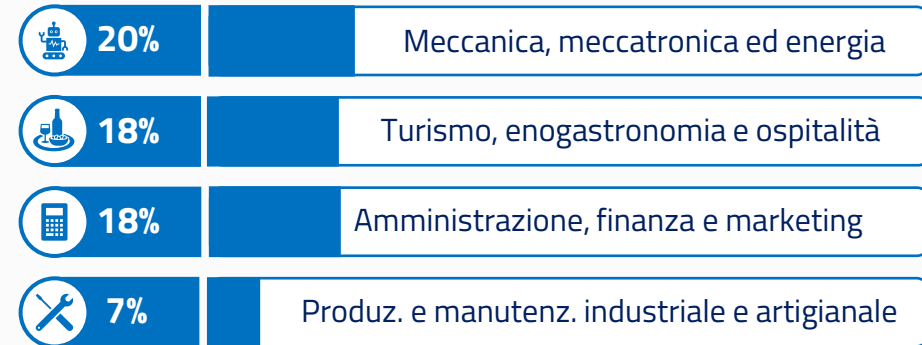 20% Meccanica, meccatronica ed energia
18% Turismo, enogastronomia e ospitalità
18% Amministrazione, finanza e marketing
7% Produz. e manutenz. industriale e artigianale